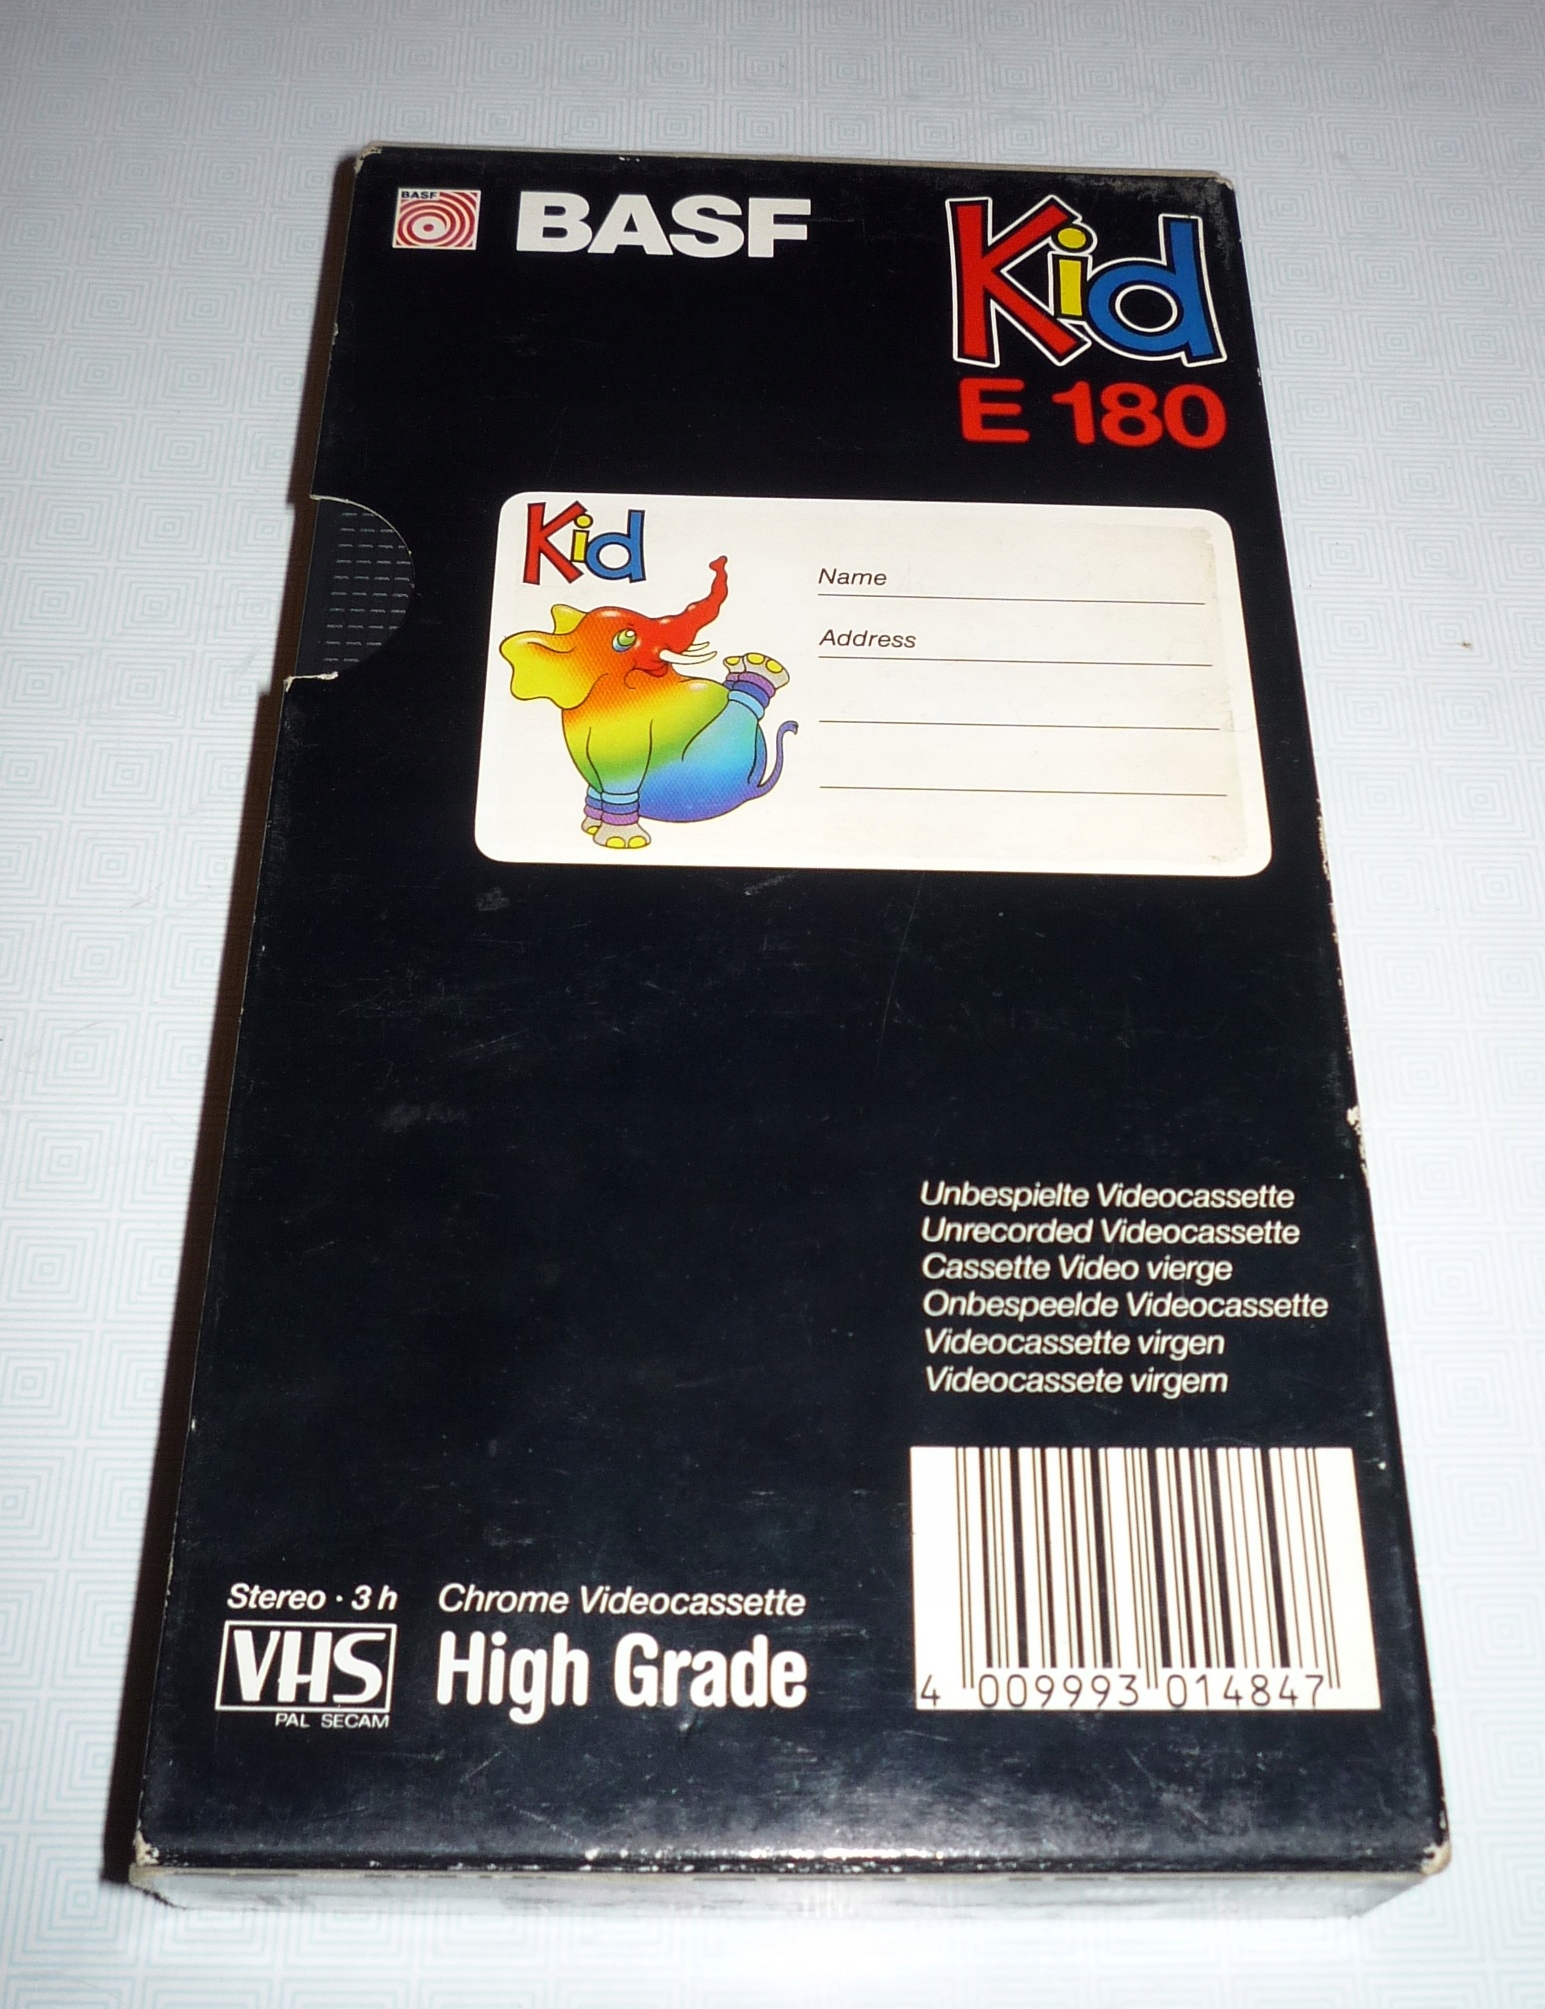 BASF
BASF
Kid
E 180
Kid
Name
Address
Unbespielte Videocassette
Unrecorded Videocassette
Cassette Video vierge
Onbespeelde Videocassette
Videocassette virgen
Videocassete virgem
Stereo · 3 h
VHS
PAL SECAM
Chrome Videocassette
High Grade
4 009993 014847